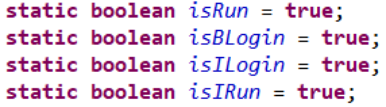 static boolean isRun = true;
static boolean isBLogin = true;
static boolean isILogin = true;
static boolean isIRun = true;